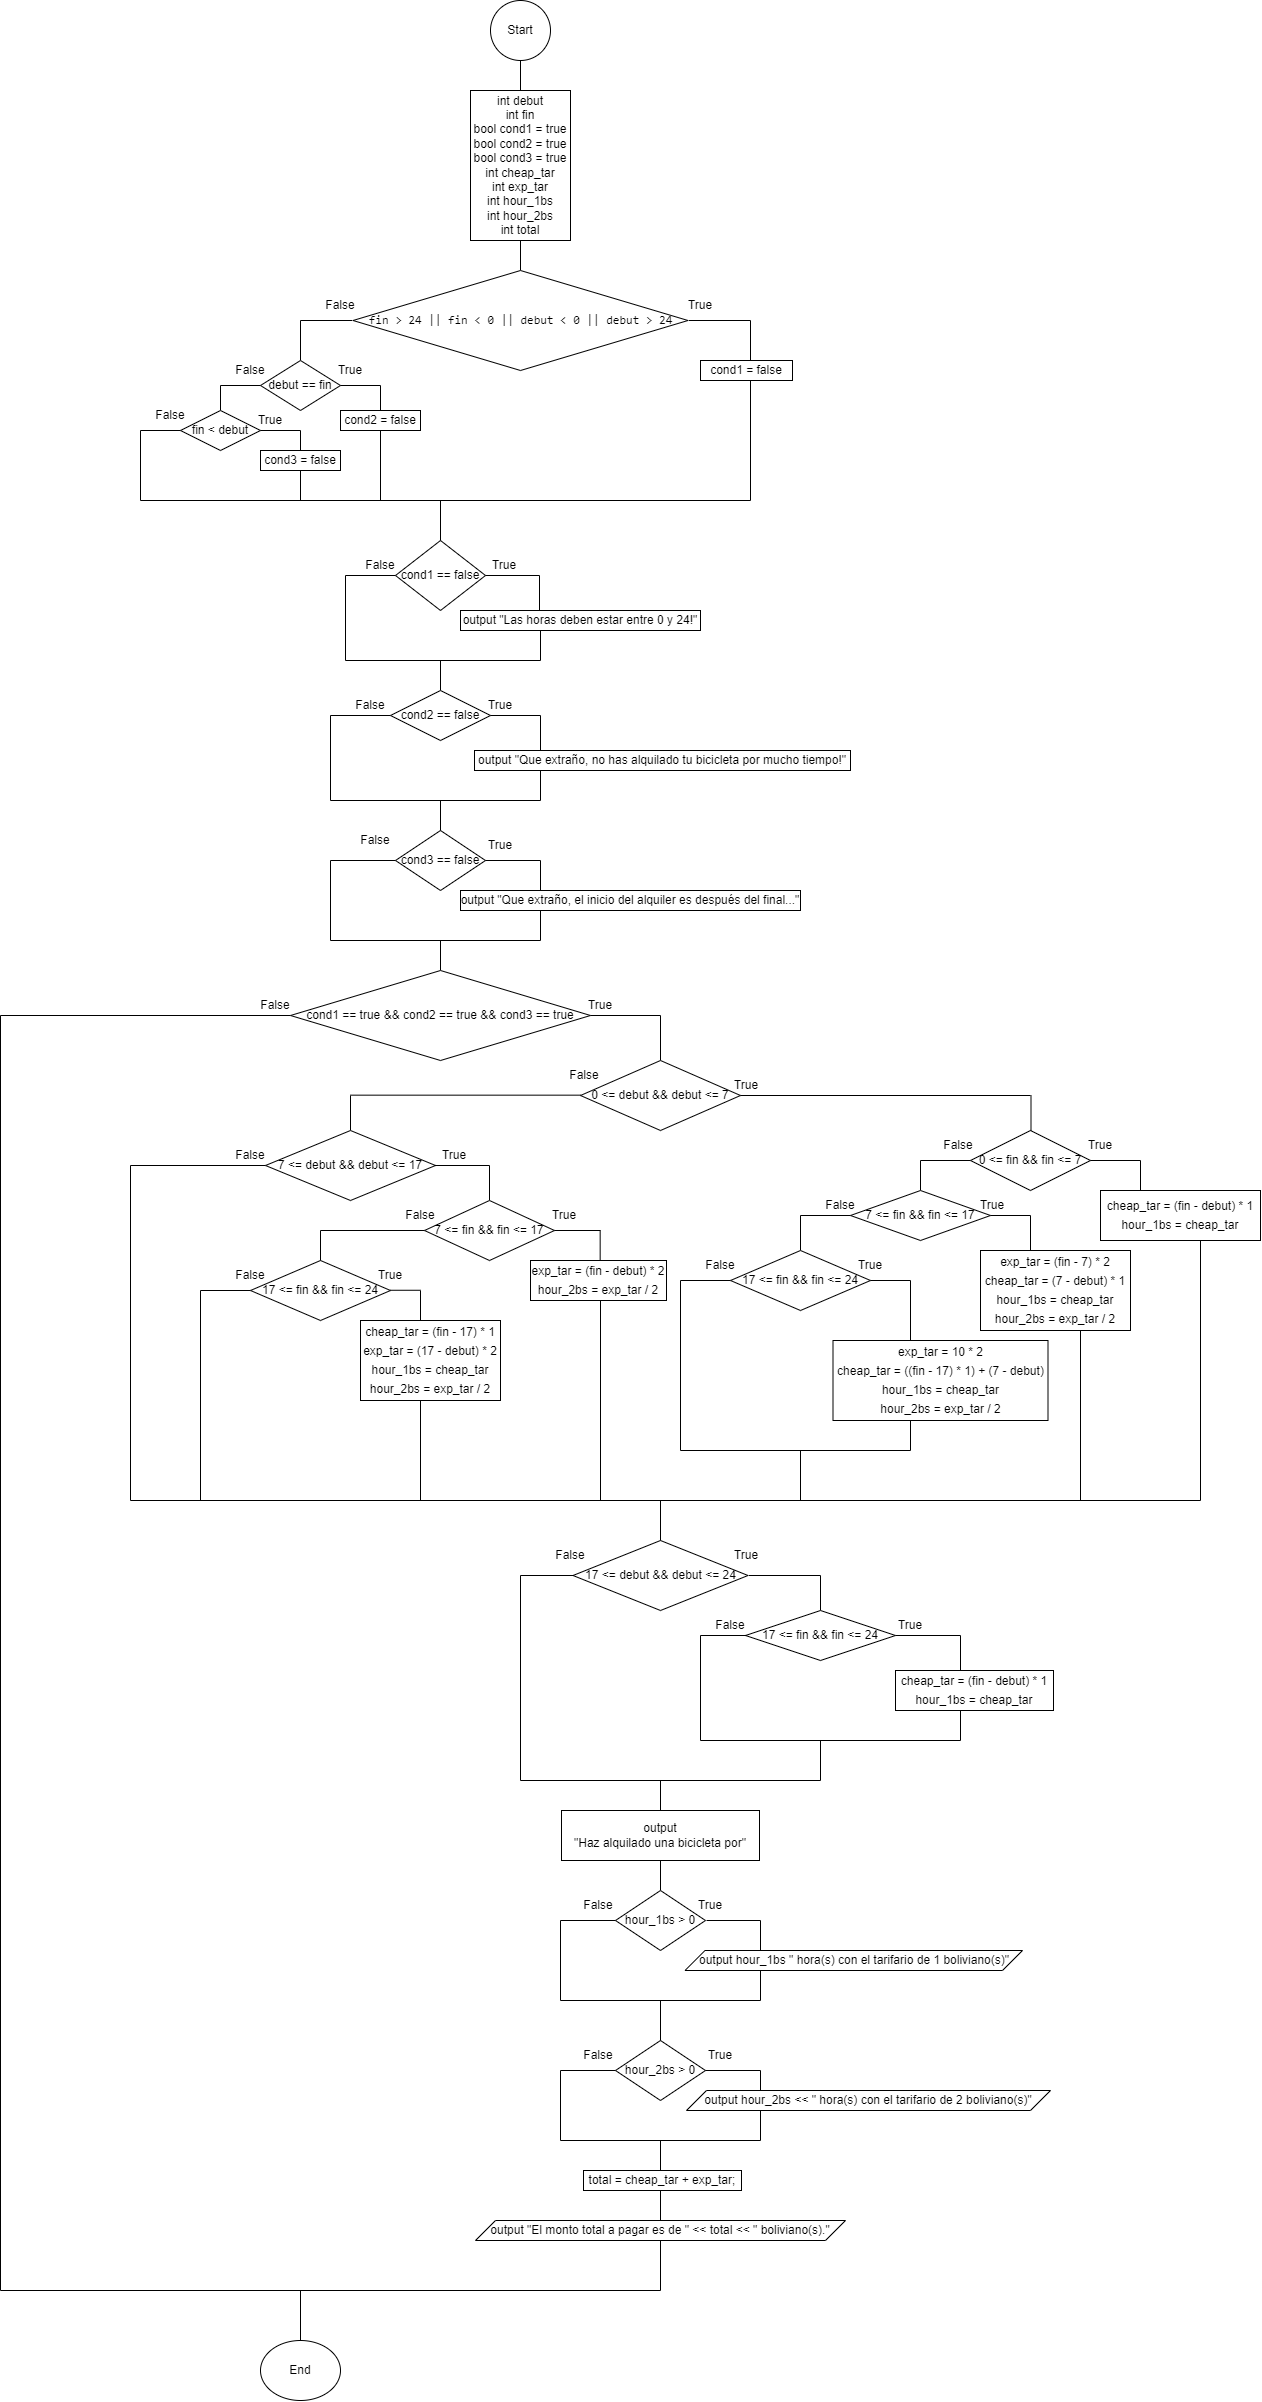 Start
int debut
int fin
bool cond1 = true
bool cond2 = true
bool cond3 = true
int cheap_tar
int exp_tar
int hour_1bs
int hour_2bs
int total
False
True
fin > 24 || fin < 0 || debut < 0 || debut > 24
cond1 = false
False
True
debut == fin
cond2 = false
False
True
fin < debut
cond3 = false
False
True
cond1 == false
output "Las horas deben estar entre 0 y 24!"
False
True
cond2 == false
output "Que extraño, no has alquilado tu bicicleta por mucho tiempo!"
False
True
cond3 == false
output "Que extraño, el inicio del alquiler es después del final..."
False
True
cond1 == true && cond2 == true && cond3 == true
False
True
0 <= debut && debut <= 7
False
True
7 <= debut && debut <= 17
False
True
0 <= fin && fin <= 7
cheap_tar = (fin - debut) * 1
hour_1bs = cheap_tar
False
True
7 <= fin && fin <= 17
exp_tar = (fin - debut) * 2
hour_2bs = exp_tar / 2
False
True
7 <= fin && fin <= 17
exp_tar = (fin - 7) * 2
cheap_tar = (7 - debut) * 1
hour_1bs = cheap_tar
hour_2bs = exp_tar / 2
False
True
17 <= fin && fin <= 24
cheap_tar = (fin - 17) * 1
exp_tar = (17 - debut) * 2
hour_1bs = cheap_tar
hour_2bs = exp_tar / 2
False
True
17 <= fin && fin <= 24
exp_tar = 10 * 2
cheap_tar = ((fin - 17) * 1) + (7 - debut)
hour_1bs = cheap_tar
hour_2bs = exp_tar / 2
False
True
17 <= debut && debut <= 24
False
True
17 <= fin && fin <= 24
cheap_tar = (fin - debut) * 1
hour_1bs = cheap_tar
output
"Haz alquilado una bicicleta por"
False
True
hour_1bs > 0
output hour_1bs " hora(s) con el tarifario de 1 boliviano(s)"
False
True
hour_2bs > 0
output hour_2bs << " hora(s) con el tarifario de 2 boliviano(s)"
total = cheap_tar + exp_tar;
output "El monto total a pagar es de " << total << " boliviano(s)."
End